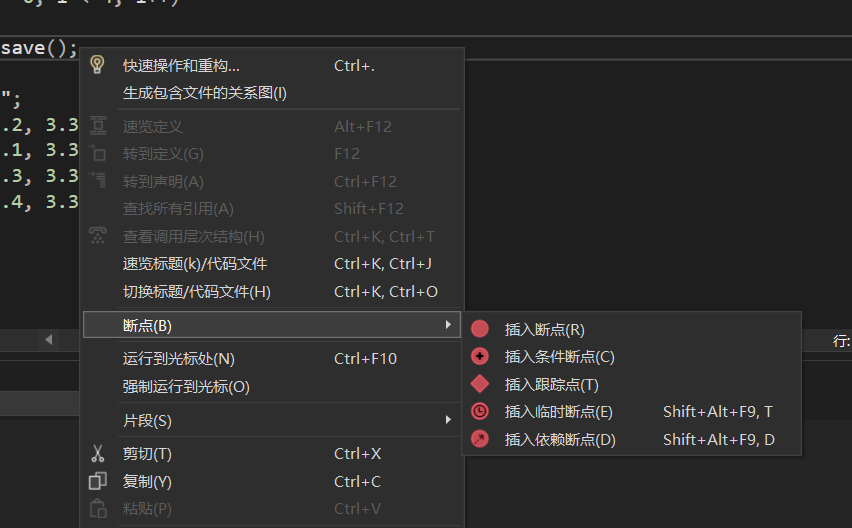 save();
";
.2, 3.3
.1, 3.3
.3, 3.3
.4, 3.3
快速操作和重构... Ctrl+.
生成包含文件的关系图(I)
速览定义 Alt+F12
转到定义(G) F12
转到声明(A) Ctrl+F12
查找所有引用(A) Shift+F12
查看调用层次结构(H) Ctrl+K, Ctrl+T
速览标题(k)/代码文件 Ctrl+K, Ctrl+J
切换标题/代码文件(H) Ctrl+K, Ctrl+O
断点(B)
运行到光标处(N) Ctrl+F10
强制运行到光标(O)
片段(S)
剪切(T) Ctrl+X
复制(Y) Ctrl+C
粘贴(P) Ctrl+V
插入断点(R)
插入条件断点(C)
插入跟踪点(T)
插入临时断点(E) Shift+Alt+F9, T
插入依赖断点(D) Shift+Alt+F9, D
行: